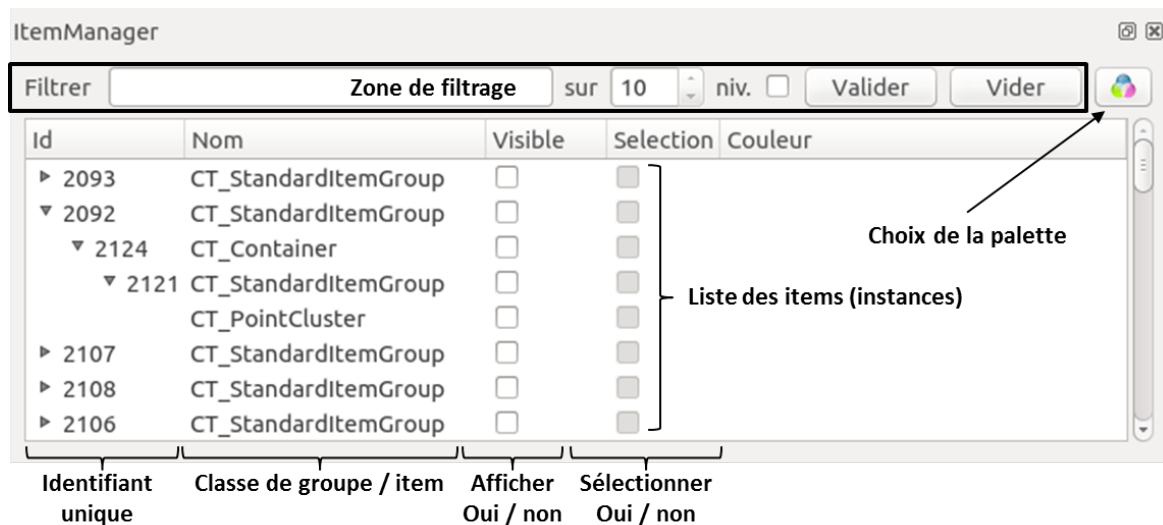 ItemManager
Filtrer Zone de filtrage sur 10 niv. Valider Vider
Id Nom Visible Selection Couleur
2093 CT_StandardItemGroup
2092 CT_StandardItemGroup
2124 CT_Container
2121 CT_StandardItemGroup
CT_PointCluster
2107 CT_StandardItemGroup
2108 CT_StandardItemGroup
2106 CT_StandardItemGroup
Choix de la palette
Liste des items (instances)
Identifiant unique
Classe de groupe / item
Afficher Oui / non
Sélectionner Oui / non